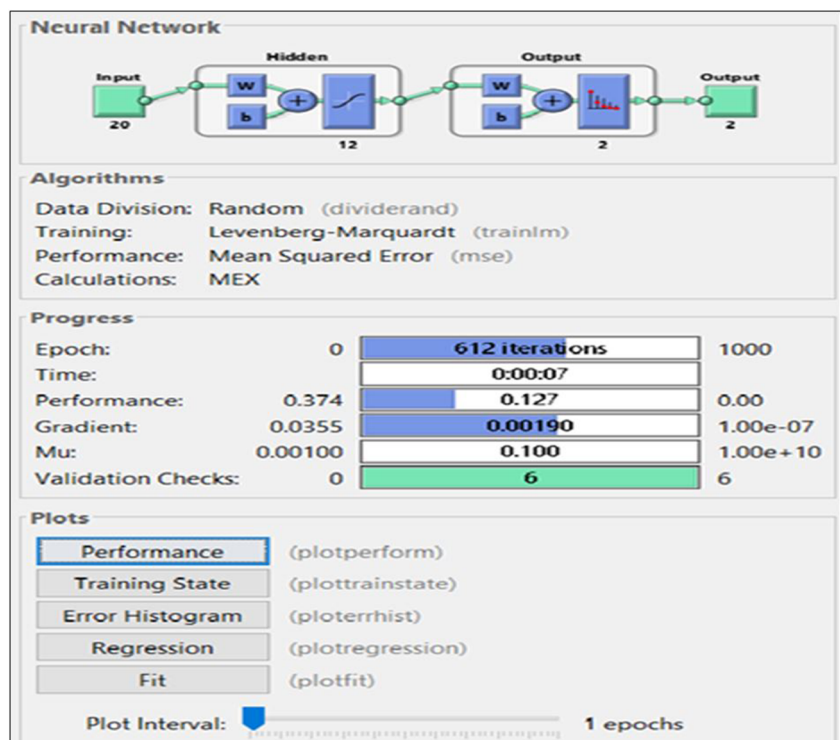 Neural Network
Hidden
Output
Input
W
b
+
W
b
+
Output
20
12
2
2
Algorithms
Data Division: Random (dividerand)
Training: Levenberg-Marquardt (trainlm)
Performance: Mean Squared Error (mse)
Calculations: MEX
Progress
Epoch: 0 612 iterations 1000
Time: 0:00:07
Performance: 0.374 0.127 0.00
Gradient: 0.0355 0.00190 1.00e-07
Mu: 0.00100 0.100 1.00e+10
Validation Checks: 0 6 6
Plots
Performance (plotperform)
Training State (plottrainstate)
Error Histogram (ploterrhist)
Regression (plotregression)
Fit (plotfit)
Plot Interval: 1 epochs